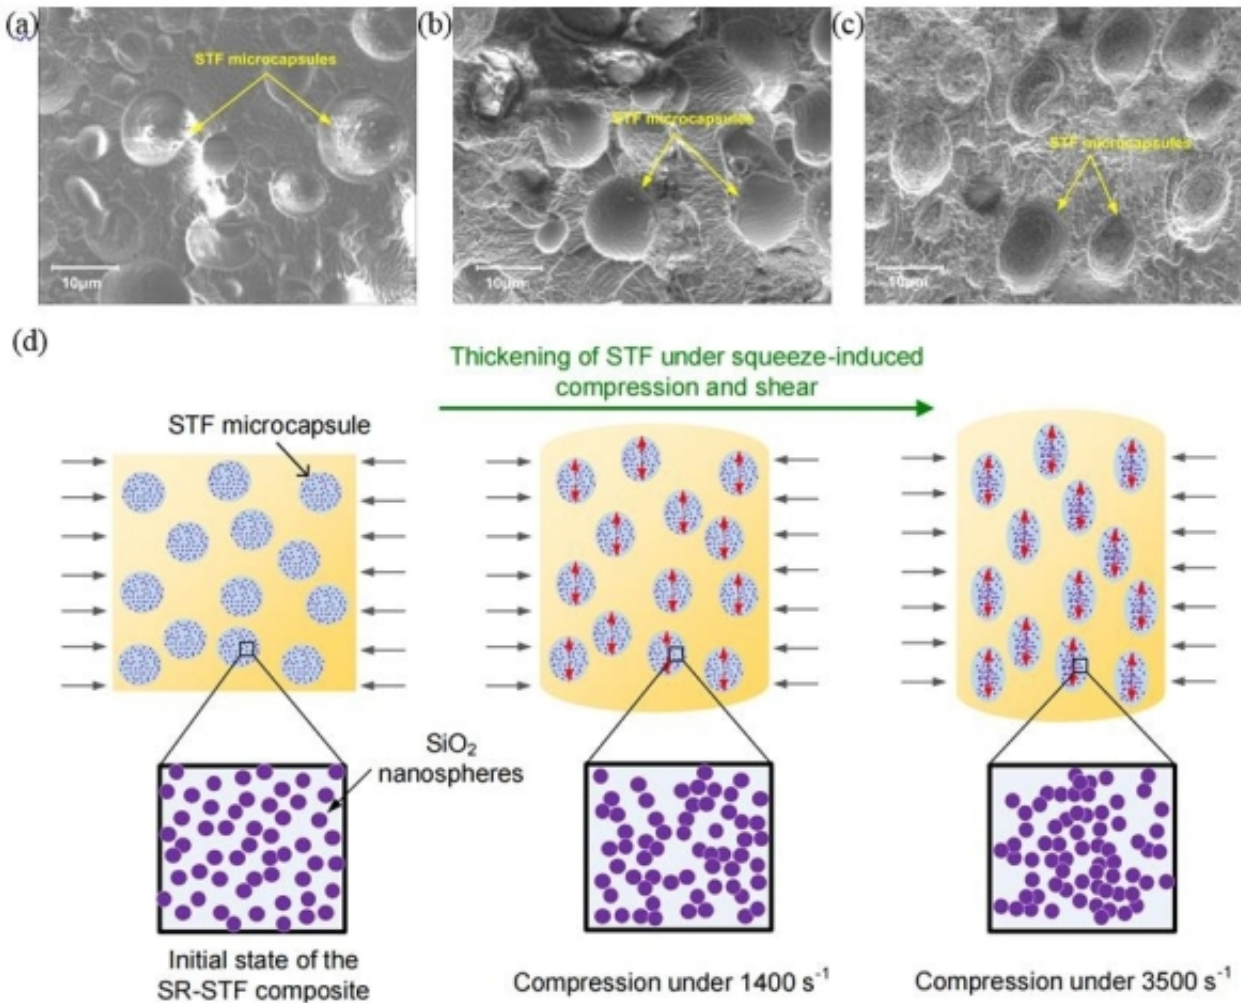 (a)
STF microcapsules
10μm
(b)
STF microcapsules
10μm
(c)
STF microcapsules
10μm
(d)
Thickening of STF under squeeze-induced
compression and shear
STF microcapsule
SiO₂
nanospheres
Initial state of the
SR-STF composite
Compression under 1400 s⁻¹
Compression under 3500 s⁻¹